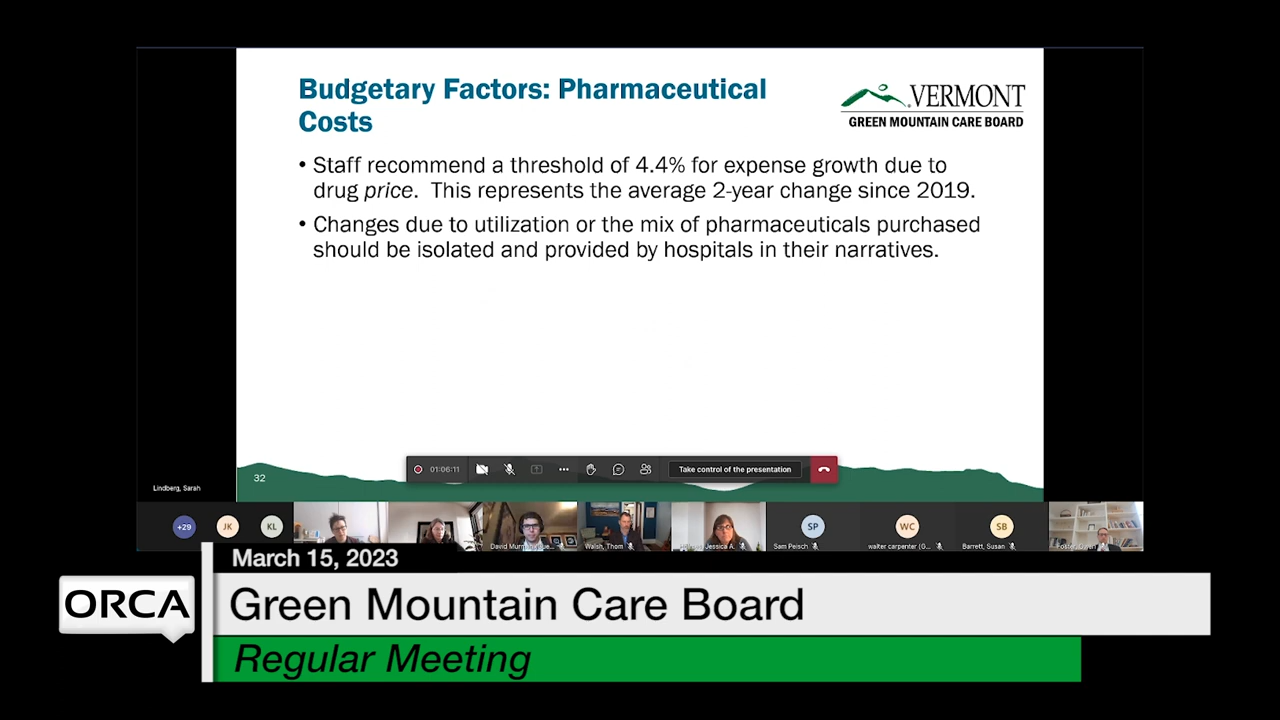 Budgetary Factors: Pharmaceutical
Costs
VERMONT
GREEN MOUNTAIN CARE BOARD
• Staff recommend a threshold of 4.4% for expense growth due to
drug price. This represents the average 2-year change since 2019.
• Changes due to utilization or the mix of pharmaceuticals purchased
should be isolated and provided by hospitals in their narratives.
32
01:06:11
Take control of the presentation
Lindberg, Sarah
+29
JK
KL
SP
WC
SB
David
Walsh, Thom
Jessica A.
Sam Peisch
walter carpenter (G...
Barrett, Susan
March 15, 2023
ORCA
Green Mountain Care Board
Regular Meeting